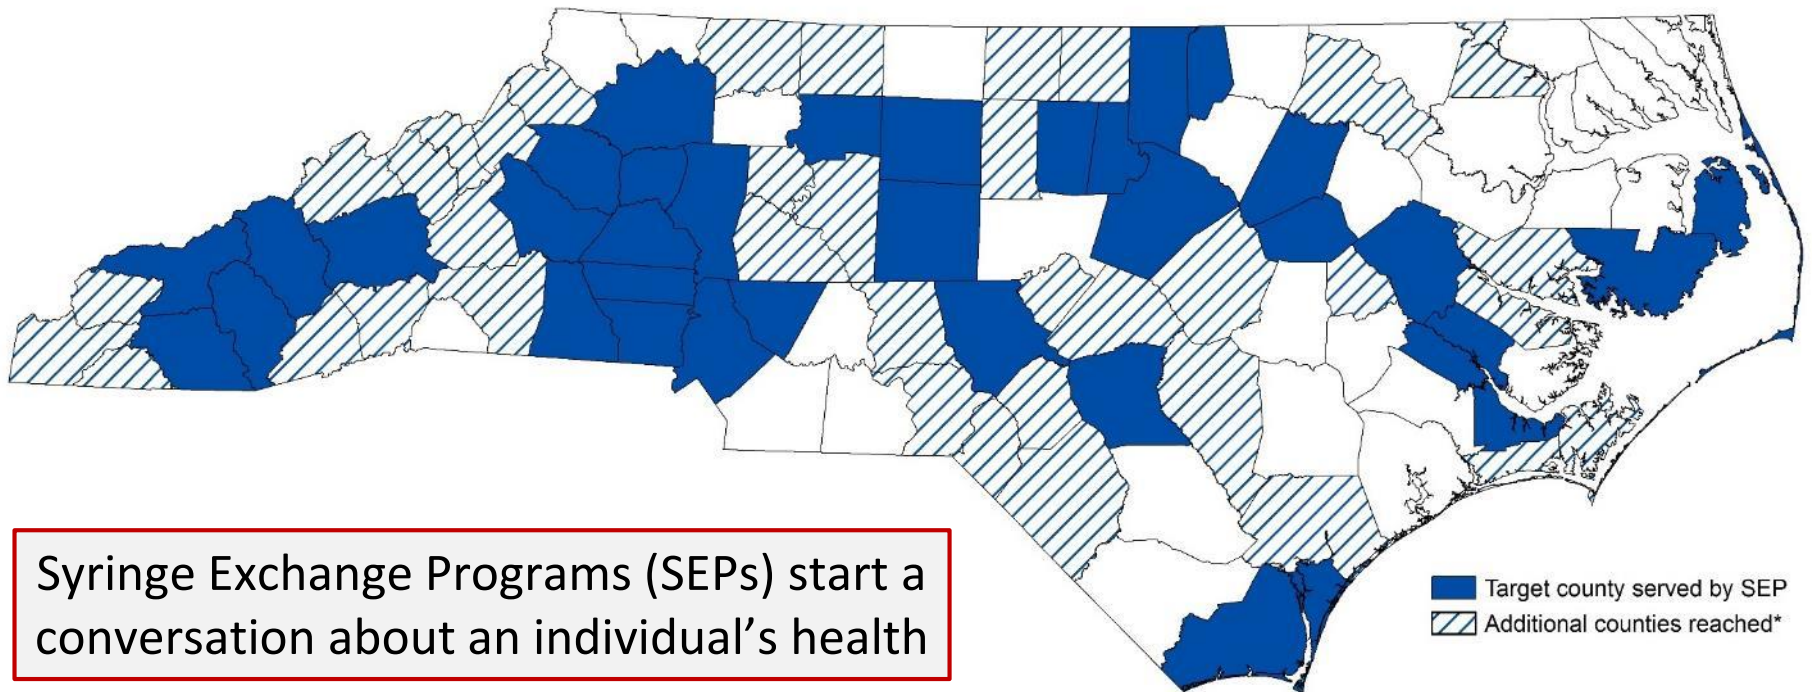 Syringe Exchange Programs (SEPs) start a
conversation about an individual’s health
Target county served by SEP
Additional counties reached*